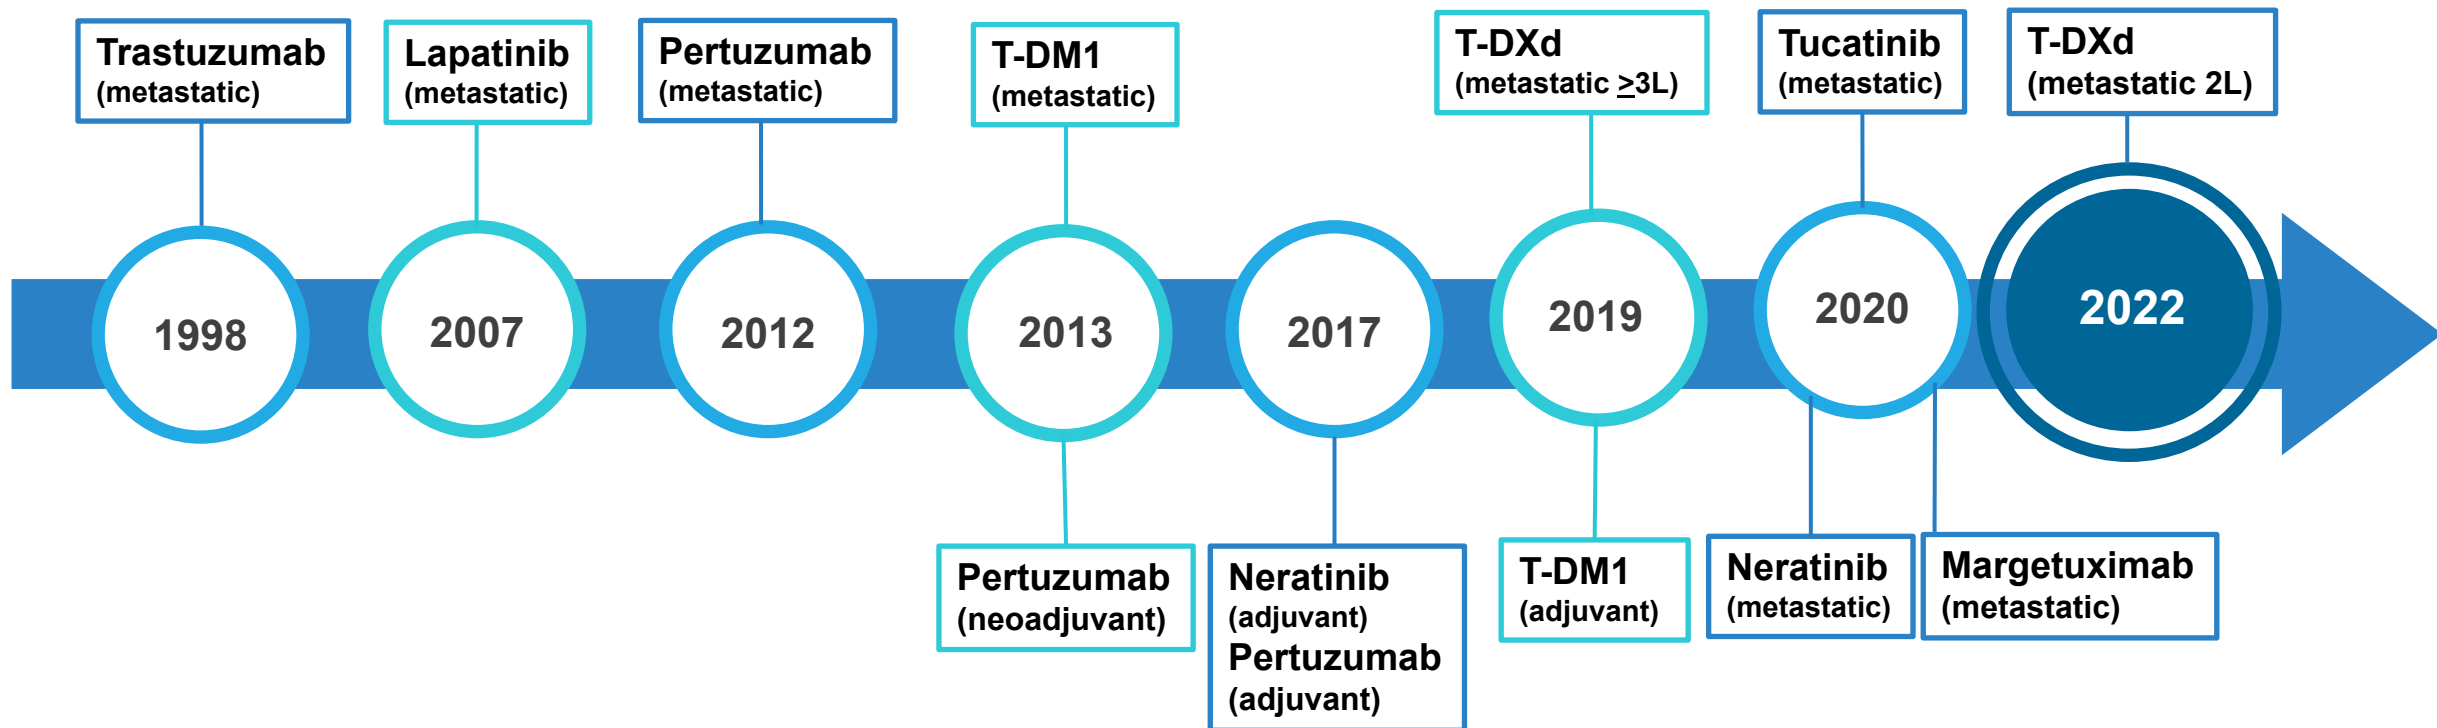 Trastuzumab
(metastatic)
Lapatinib
(metastatic)
Pertuzumab
(metastatic)
T-DM1
(metastatic)
T-DXd
(metastatic ≥3L)
Tucatinib
(metastatic)
T-DXd
(metastatic 2L)
1998
2007
2012
2013
2017
2019
2020
2022
Pertuzumab
(neoadjuvant)
Neratinib
(adjuvant)
Pertuzumab
(adjuvant)
T-DM1
(adjuvant)
Neratinib
(metastatic)
Margetuximab
(metastatic)